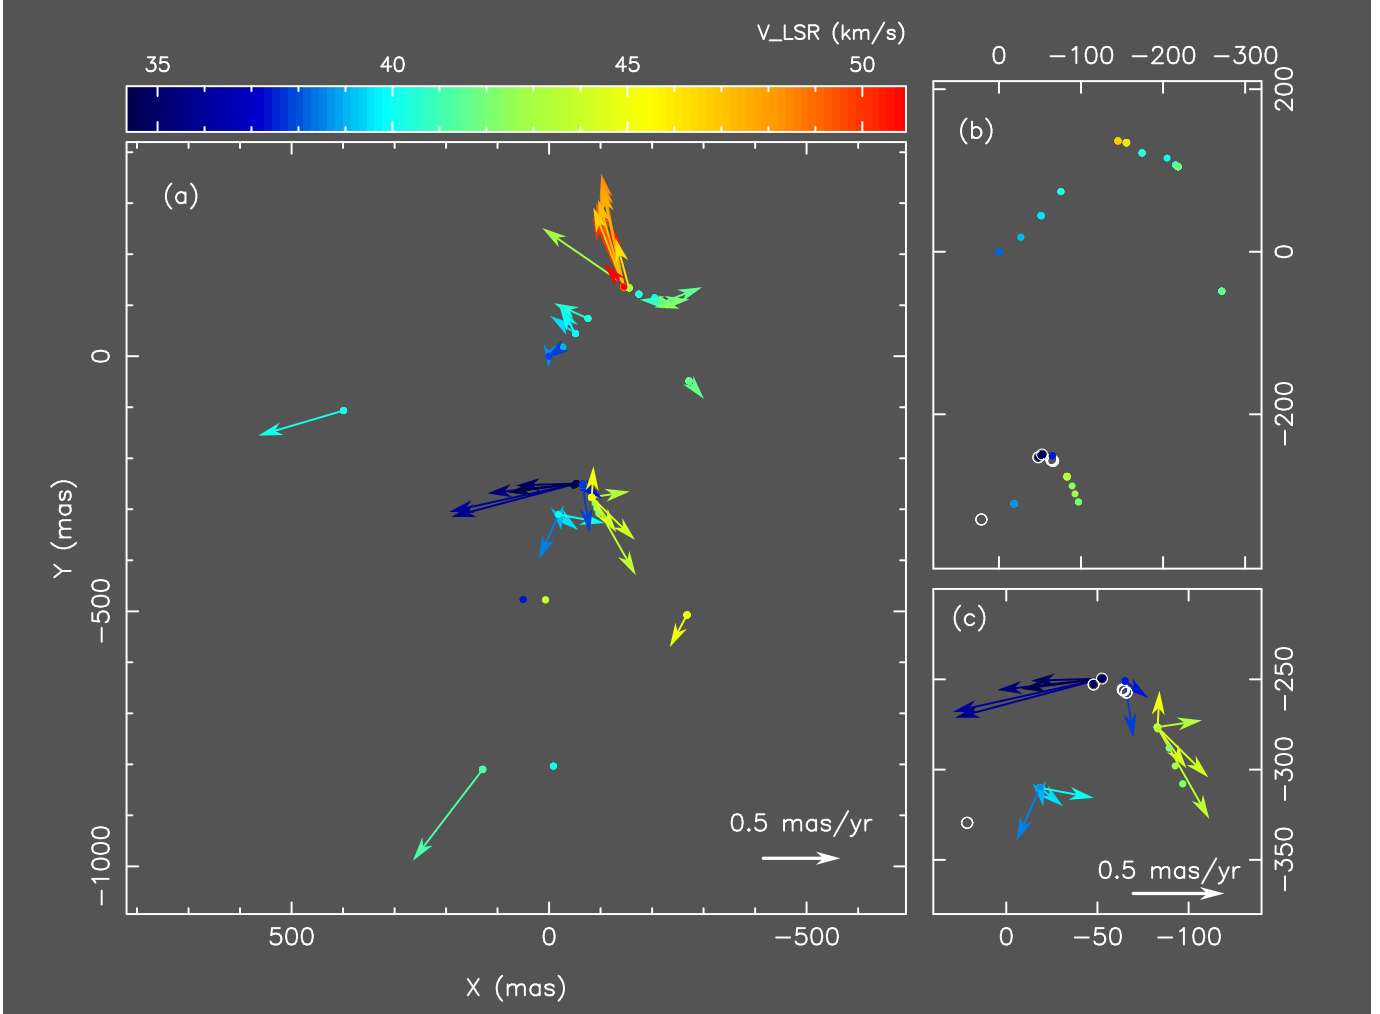 V_LSR (km/s)
35 40 45 50
0 −100 −200 −300
(a)
(b)
200
0
−200
0
−500
−1000
Y (mas)
(c)
−250
−300
−350
0.5 mas/yr
0.5 mas/yr
500 0 −500
0 −50 −100
X (mas)